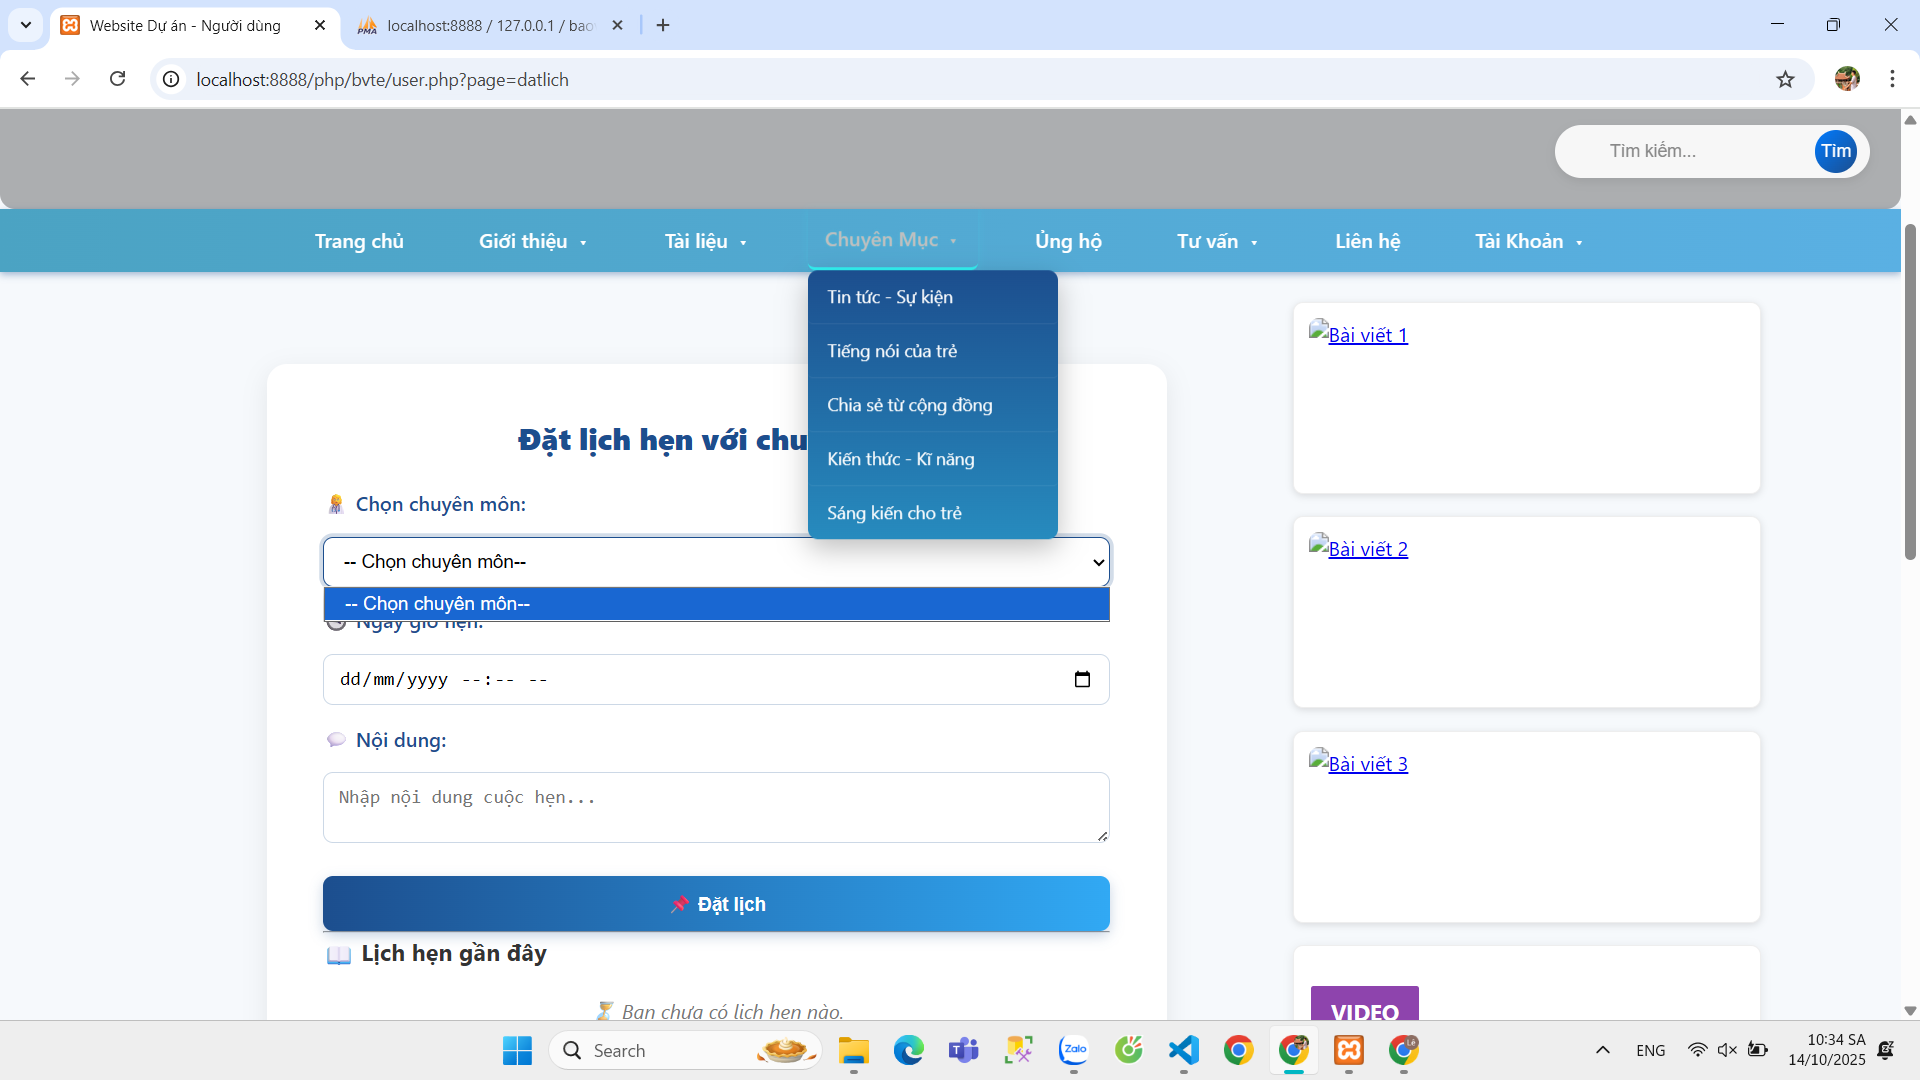 Website Dự án - Người dùng
localhost:8888 / 127.0.0.1 / bao
localhost:8888/php/bvte/user.php?page=datlich
Tìm kiếm...
Tìm
Trang chủ
Giới thiệu
Tài liệu
Chuyên Mục
Ủng hộ
Tư vấn
Liên hệ
Tài Khoản
Tin tức - Sự kiện
Tiếng nói của trẻ
Chia sẻ từ cộng đồng
Kiến thức - Kĩ năng
Sáng kiến cho trẻ
Đặt lịch hẹn với chu
Chọn chuyên môn:
-- Chọn chuyên môn--
-- Chọn chuyên môn--
Ngày giờ hẹn:
dd/mm/yyyy --:-- --
Nội dung:
Nhập nội dung cuộc hẹn...
Đặt lịch
Lịch hẹn gần đây
Bạn chưa có lịch hẹn nào.
Bài viết 1
Bài viết 2
Bài viết 3
VIDEO
Search
Zalo
ENG
10:34 SA
14/10/2025